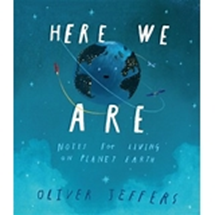 HERE WE
ARE
NOTES FOR LIVING
ON PLANET EARTH
OLIVER JEFFERS